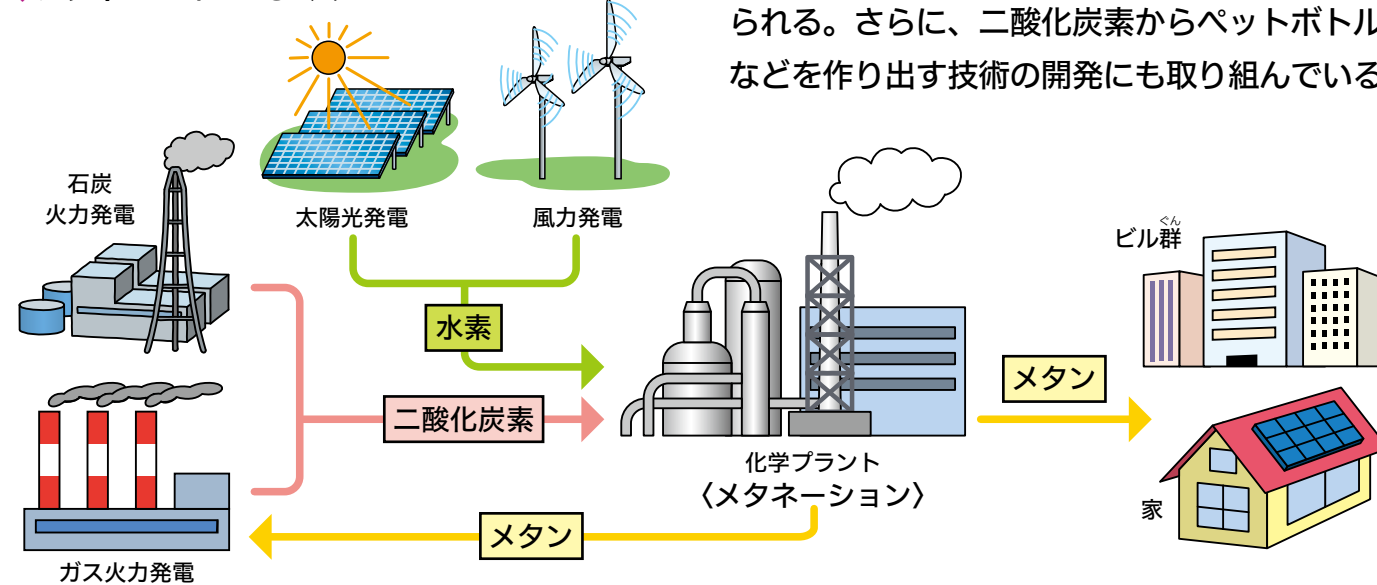 られる。さらに、二酸化炭素からペットボトル
などを作り出す技術の開発にも取り組んでいる
石炭
火力発電
太陽光発電
風力発電
ぐん
ビル群
水素
メタン
二酸化炭素
化学プラント
〈メタネーション〉
家
メタン
ガス火力発電